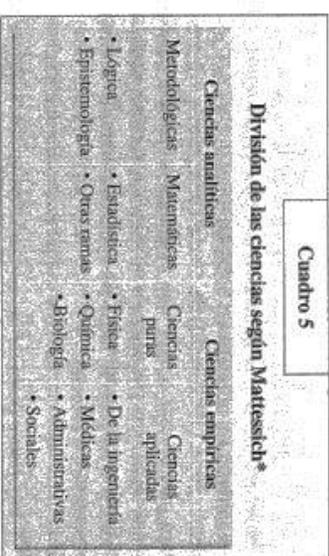 Cuadro 5
División de las ciencias según Mattessich*
Ciencias analíticas Ciencias empíricas
Metodológicas Matemáticas Ciencias puras Ciencias aplicadas
• Lógica • Estadística • Física • De la ingeniería
• Epistemología • Otras ramas • Química • Médicas
• Biología • Administrativas
• Sociales